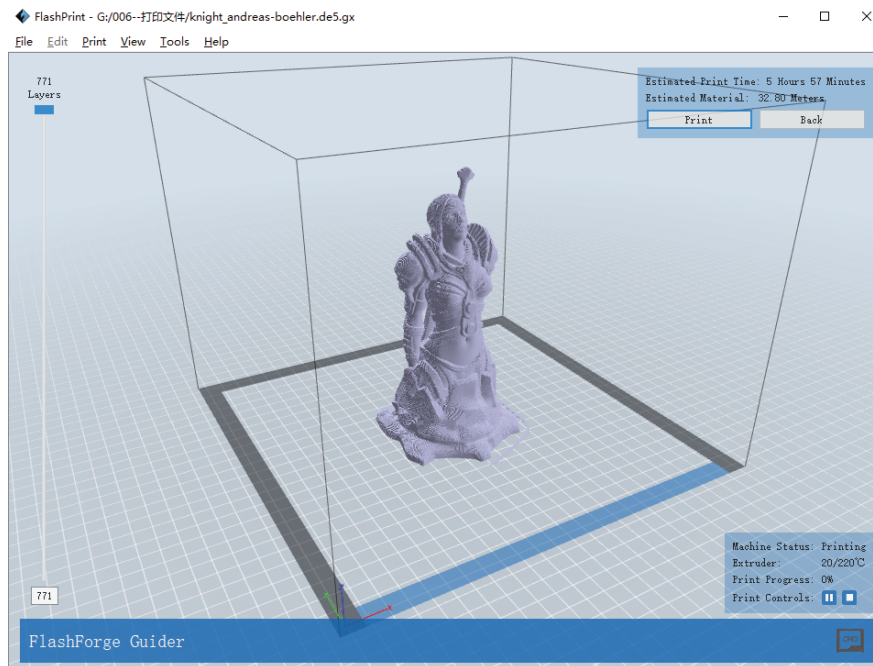 FlashPrint - G:/006--打印文件/knight_andreas-boehler.de5.gx
File Edit Print View Tools Help
771
Layers
Estimated Print Time: 5 Hours 57 Minutes
Estimated Material: 32.80 Meters
Print Back
Machine Status: Printing
Extruder: 20/220℃
Print Progress: 0%
Print Controls:
771
FlashForge Guider